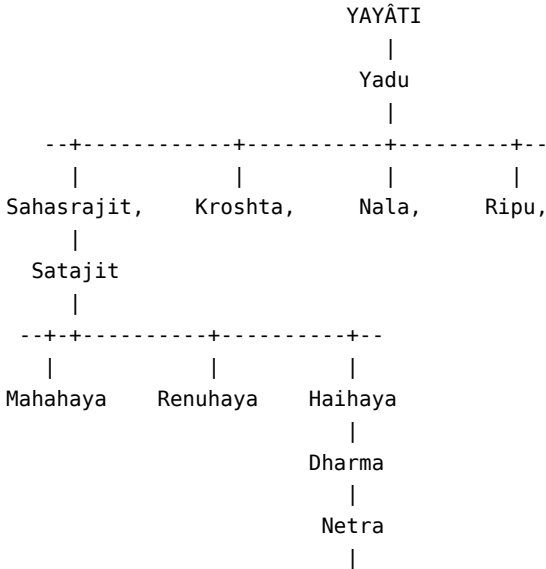 YAYÂTI
|
Yadu
|
--+------------+-----------+---------+--
| | | |
Sahasrajit, Kroshta, Nala, Ripu,
|
Satajit
|
--+-+----------+----------+--
| | |
Mahahaya Renuhaya Haihaya
|
Dharma
|
Netra
|